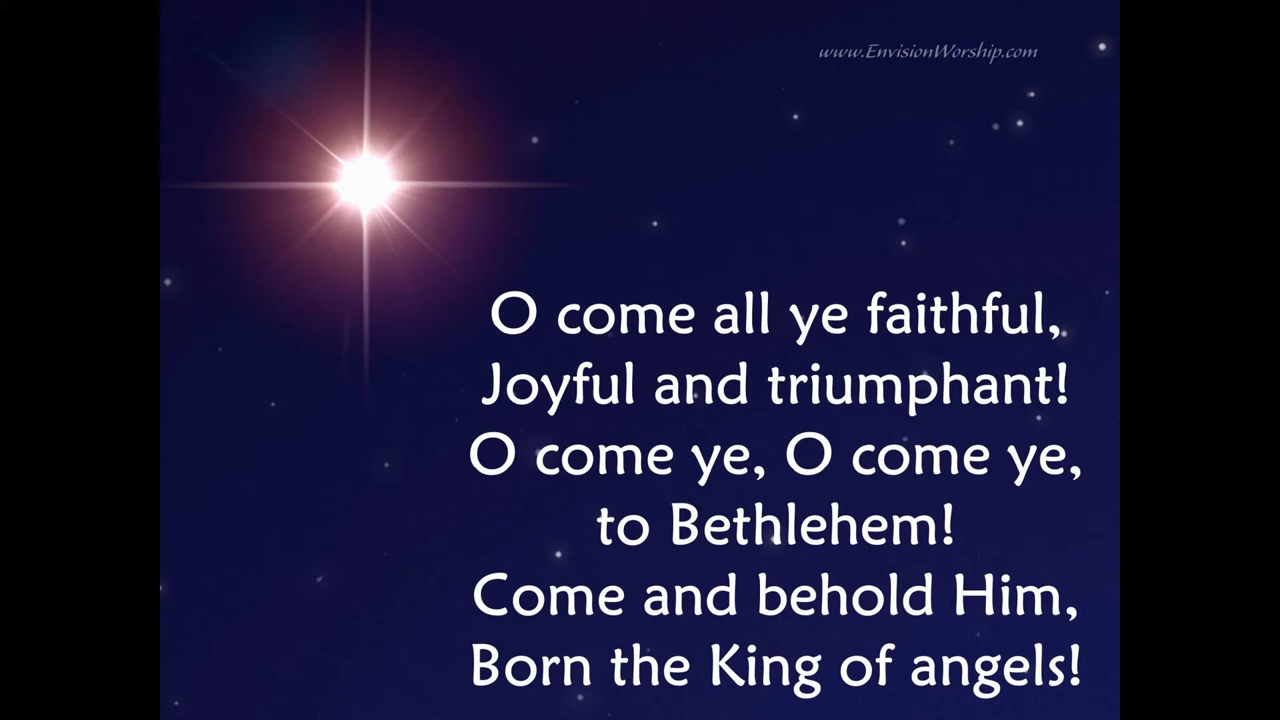 www.EnvisionWorship.com
O come all ye faithful,
Joyful and triumphant!
O come ye, O come ye,
to Bethlehem!
Come and behold Him,
Born the King of angels!